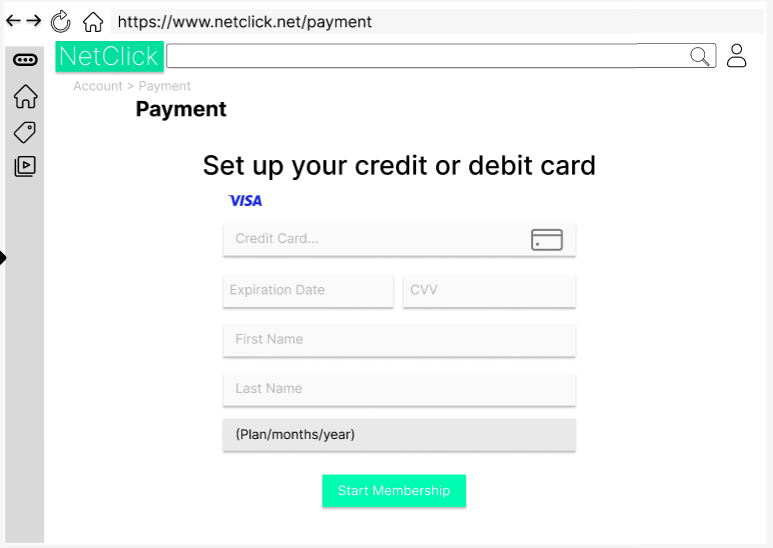 https://www.netclick.net/payment
NetClick
Account > Payment
Payment
Set up your credit or debit card
VISA
Credit Card...
Expiration Date CVV
First Name
Last Name
(Plan/months/year)
Start Membership